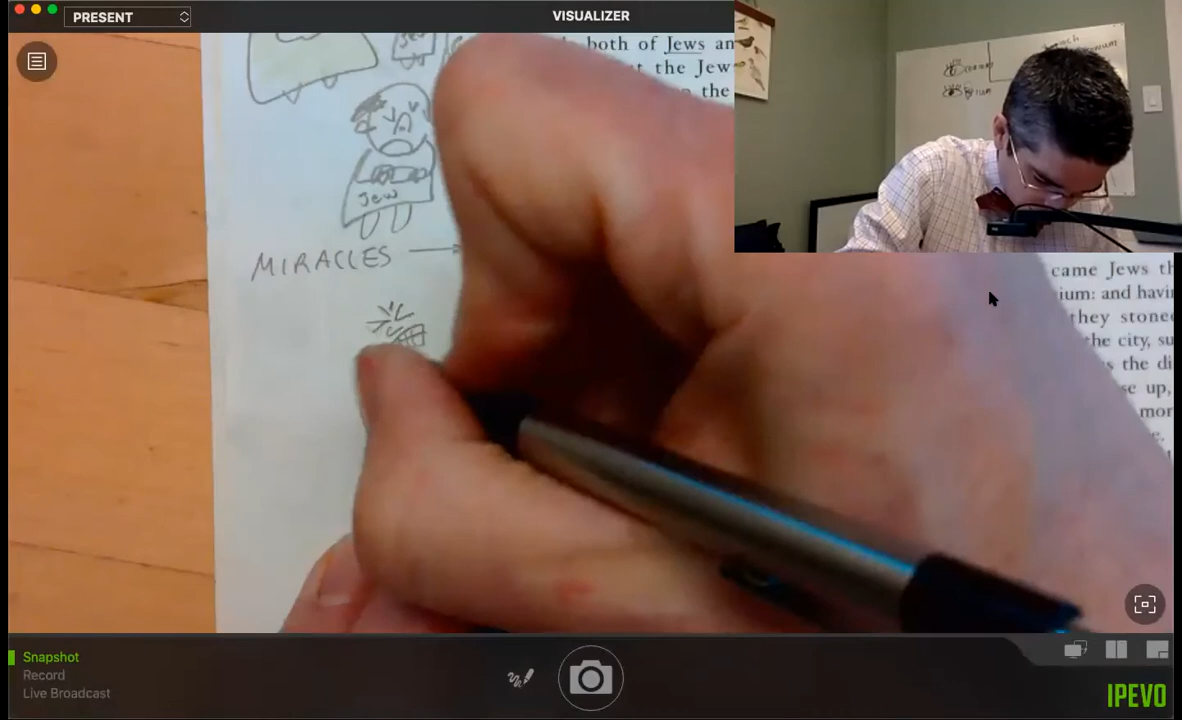 PRESENT
VISUALIZER
both of Jews an
the Jew
the
Jew
MIRACLES
came Jews th
ium: and havin
they stone
the city, su
s the di
se up,
mor
e.
Snapshot
Record
Live Broadcast
IPEVO